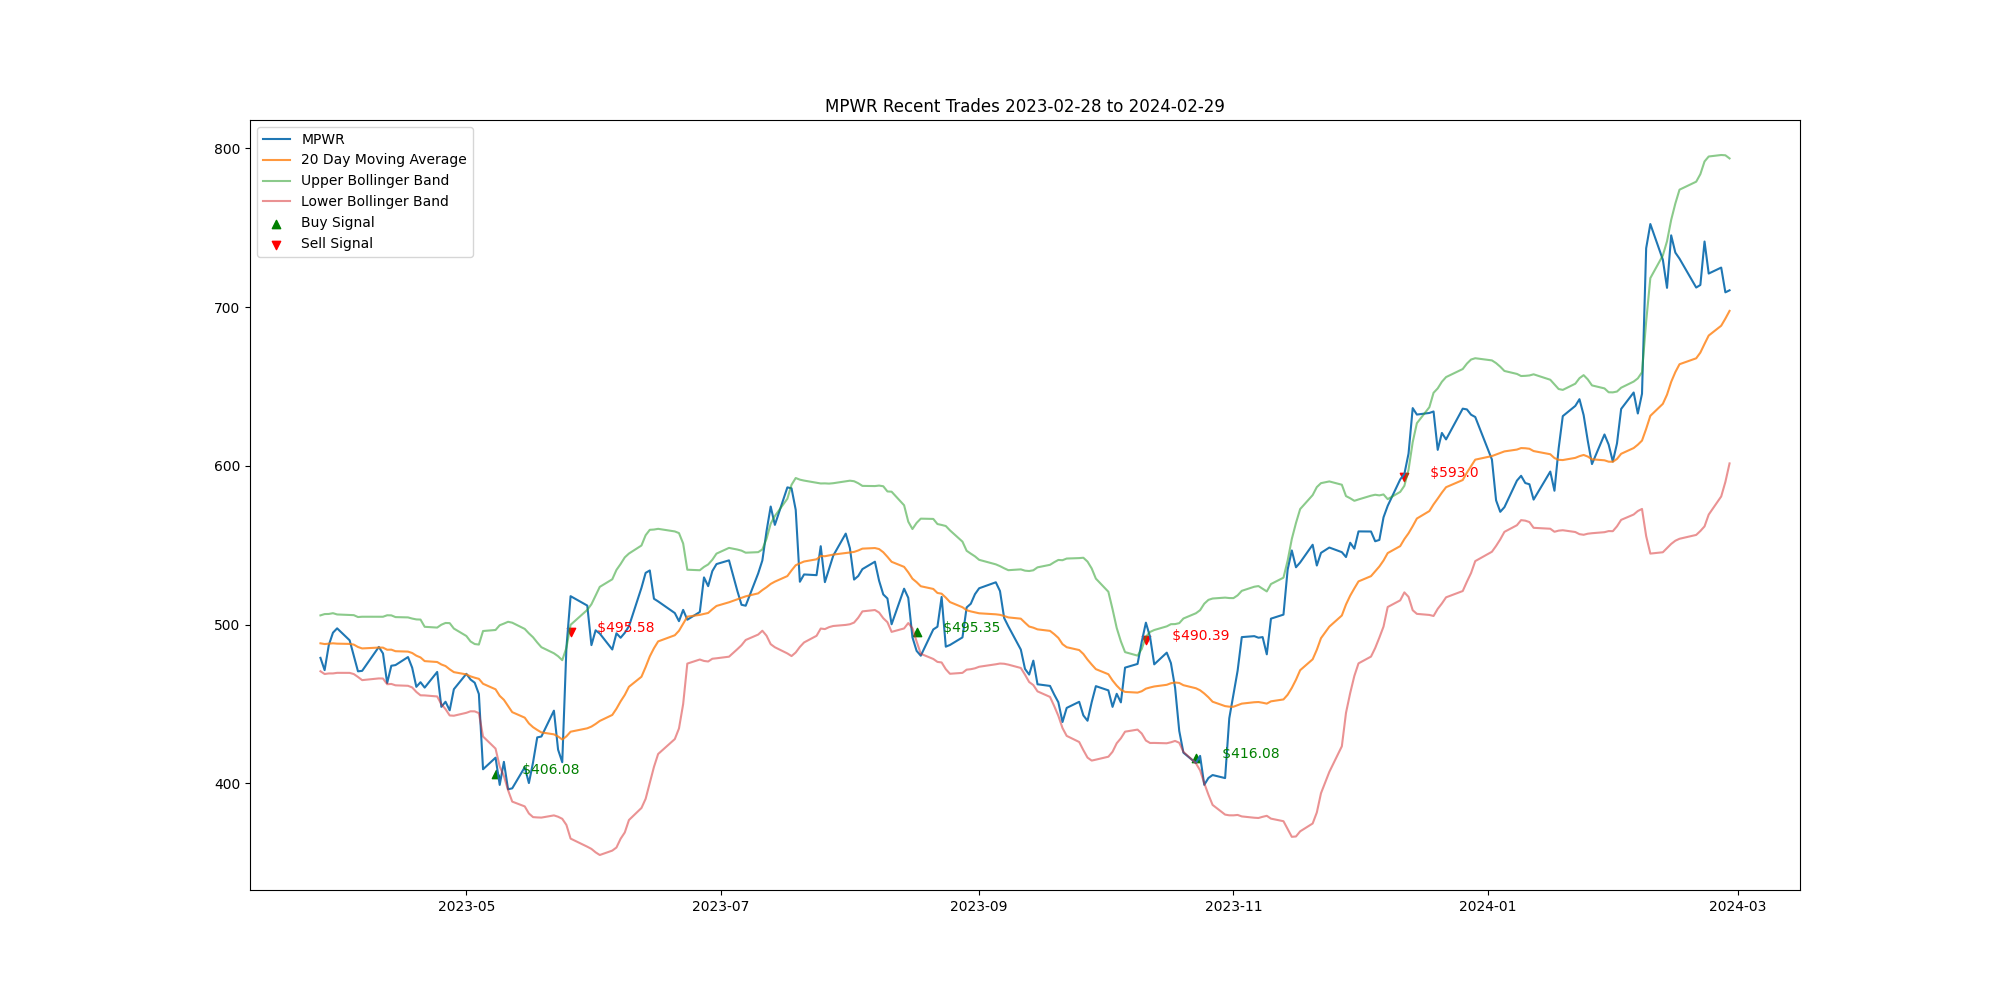 MPWR Recent Trades 2023-02-28 to 2024-02-29
MPWR
20 Day Moving Average
Upper Bollinger Band
Lower Bollinger Band
Buy Signal
Sell Signal
800
700
600
500
400
$593.0
$495.58
$495.35
$490.39
$406.08
$416.08
2023-05
2023-07
2023-09
2023-11
2024-01
2024-03